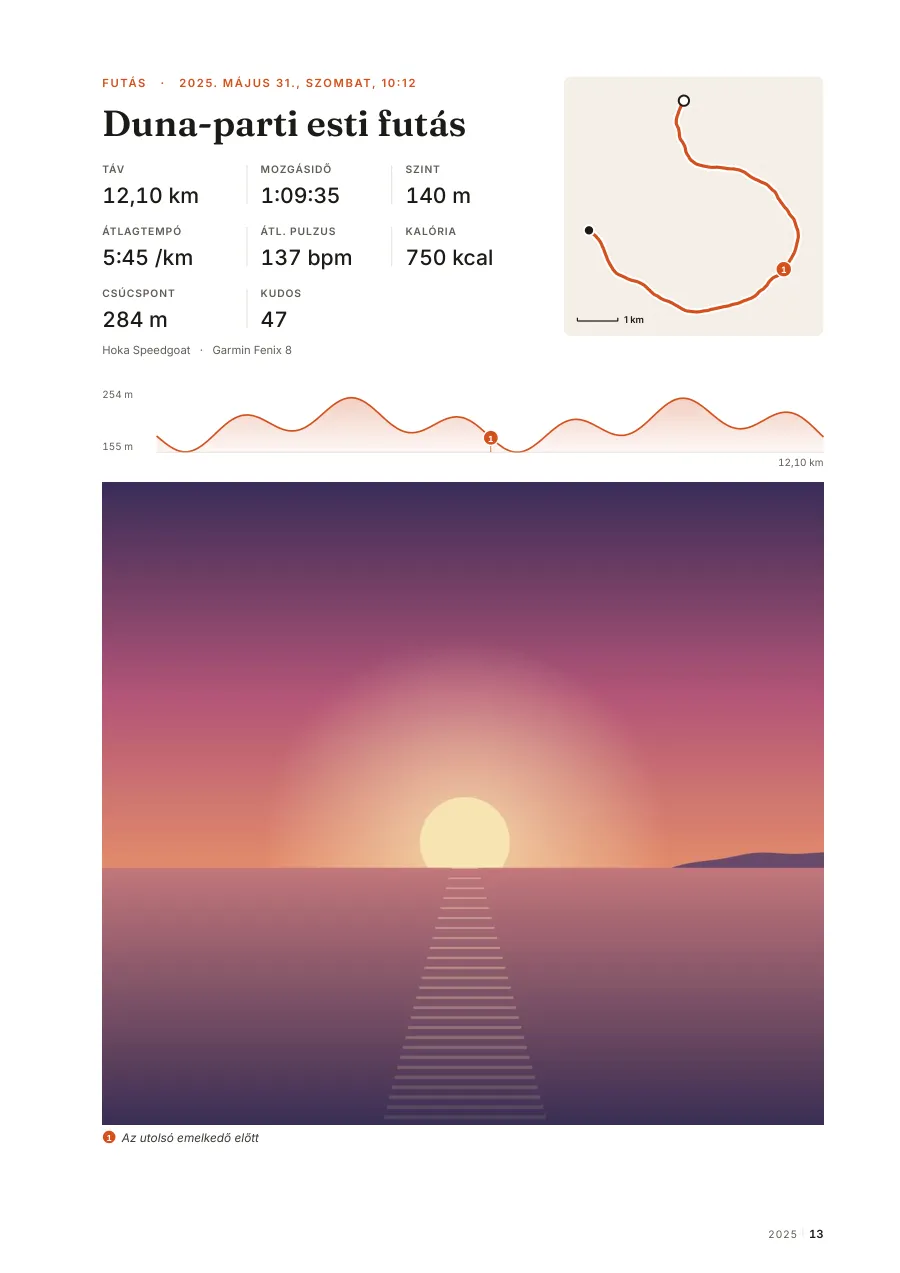 FUTÁS · 2025. MÁJUS 31., SZOMBAT, 10:12
Duna-parti esti futás
TÁV MOZGÁSIDŐ SZINT
12,10 km 1:09:35 140 m
ÁTLAGTEMPÓ ÁTL. PULZUS KALÓRIA
5:45 /km 137 bpm 750 kcal
CSÚCSPONT KUDOS
284 m 47
Hoka Speedgoat · Garmin Fenix 8
1
1 km
254 m
155 m
1
12,10 km
1 Az utolsó emelkedő előtt
2025 13